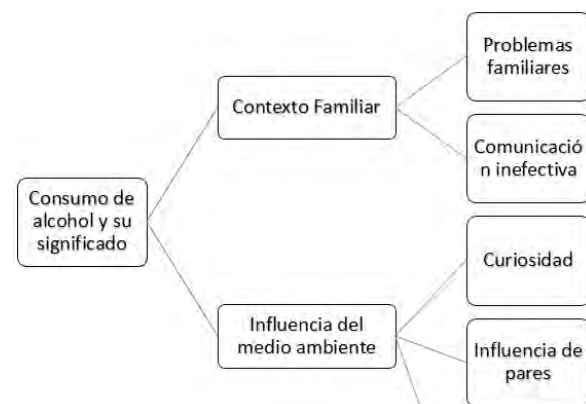 Problemas
familiares
Contexto Familiar
Comunicació
n inefectiva
Consumo de
alcohol y su
significado
Curiosidad
Influencia del
medio ambiente
Influencia de
pares